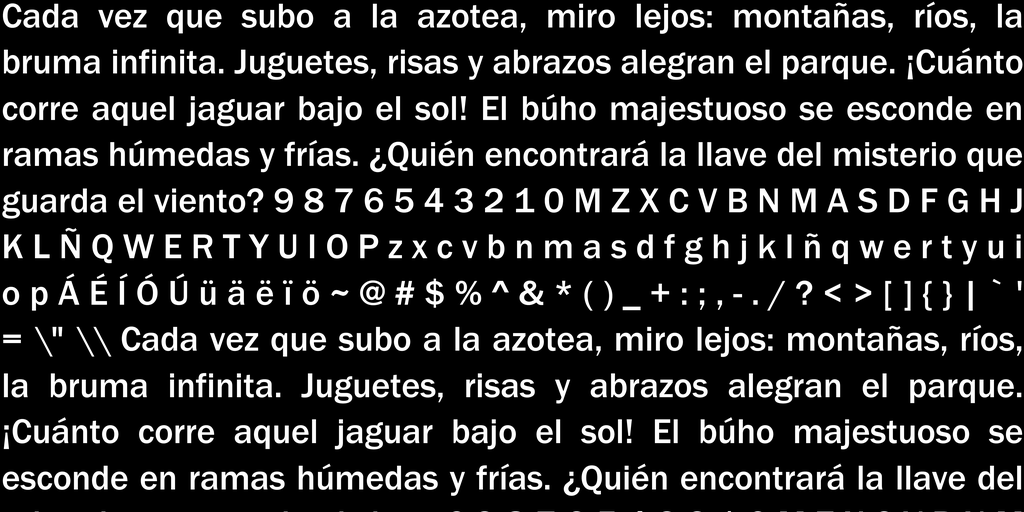 Cada vez que subo a la azotea, miro lejos: montañas, ríos, la
bruma infinita. Juguetes, risas y abrazos alegran el parque. ¡Cuánto
corre aquel jaguar bajo el sol! El búho majestuoso se esconde en
ramas húmedas y frías. ¿Quién encontrará la llave del misterio que
guarda el viento? 9 8 7 6 5 4 3 2 1 0 M Z X C V B N M A S D F G H J
K L Ñ Q W E R T Y U I O P z x c v b n m a s d f g h j k l ñ q w e r t y u i
o p Á É Í Ó Ú ü ä ë ï ö ~ @ # $ % ^ & * ( ) _ + : ; , - . / ? < > [ ] { } | ` '
= \" \\ Cada vez que subo a la azotea, miro lejos: montañas, ríos,
la bruma infinita. Juguetes, risas y abrazos alegran el parque.
¡Cuánto corre aquel jaguar bajo el sol! El búho majestuoso se
esconde en ramas húmedas y frías. ¿Quién encontrará la llave del